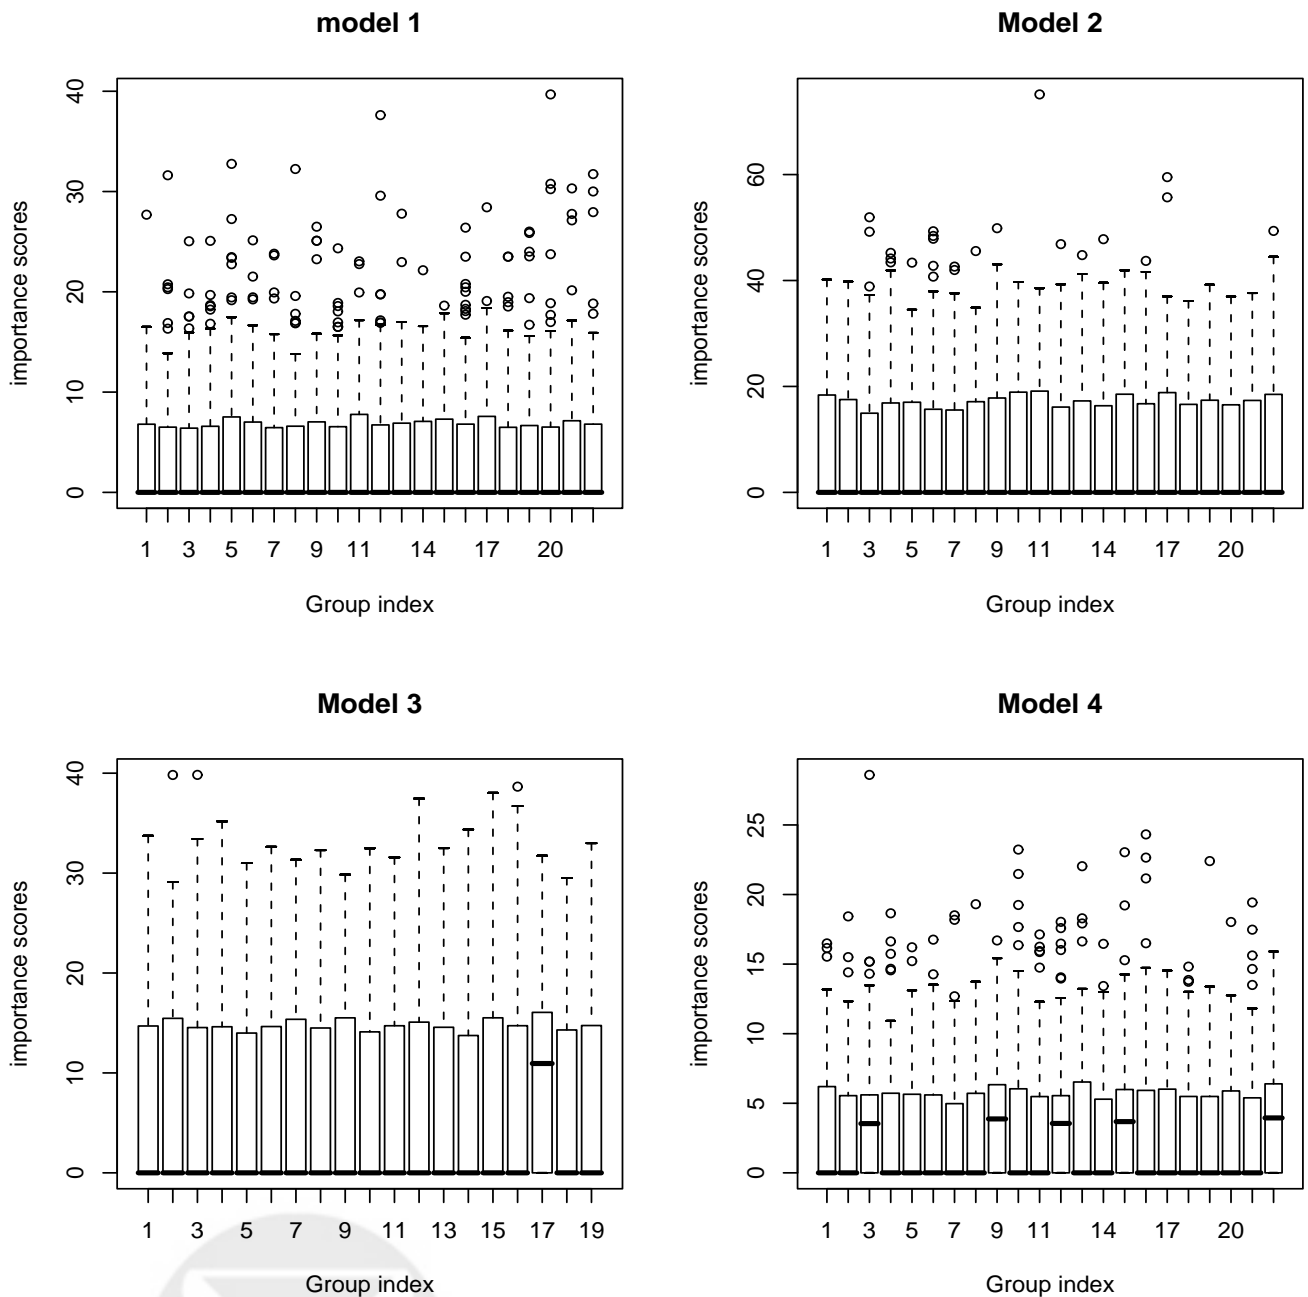 model 1
importance scores
0 10 20 30 40
1 3 5 7 9 11 14 17 20
Group index
Model 2
importance scores
0 20 40 60
1 3 5 7 9 11 14 17 20
Group index
Model 3
importance scores
0 10 20 30 40
1 3 5 7 9 11 13 15 17 19
Group index
Model 4
importance scores
0 5 10 15 20 25
1 3 5 7 9 11 14 17 20
Group index